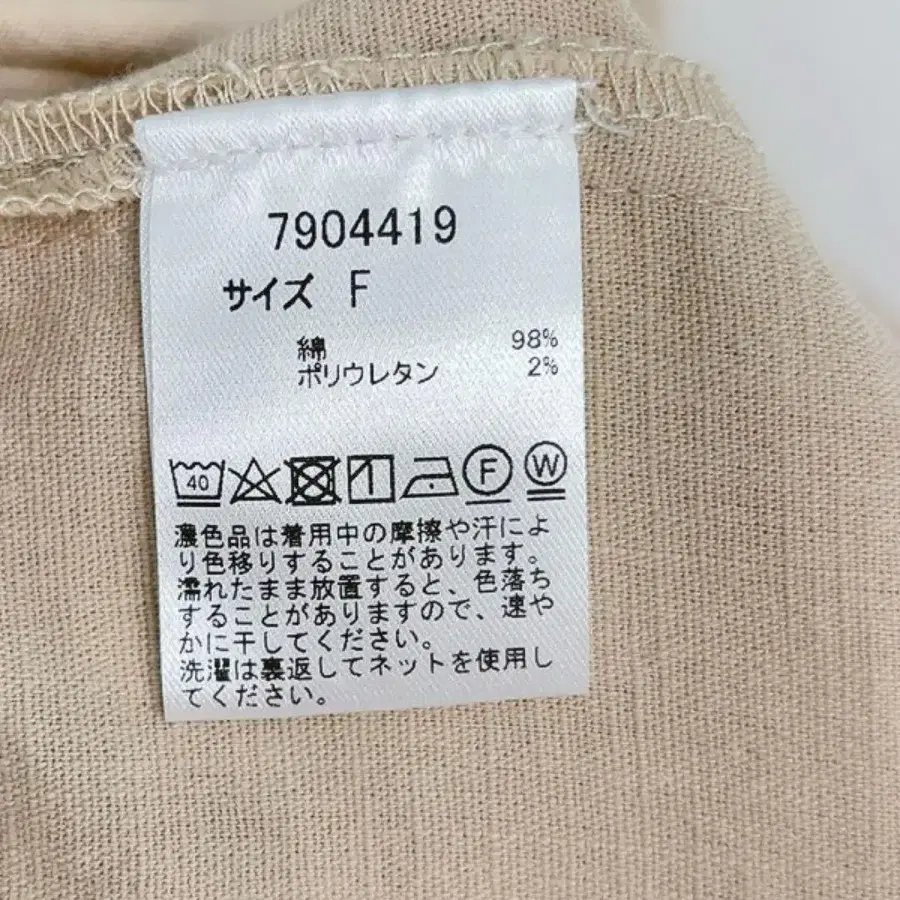 7904419
サイズ F
綿 98%
ポリウレタン 2%
40 F W
濃色品は着用中の摩擦や汗によ
り色移りすることがあります。
濡れたまま放置すると、色落ち
することがありますので、速や
かに干してください。
洗濯は裏返してネットを使用し
てください。